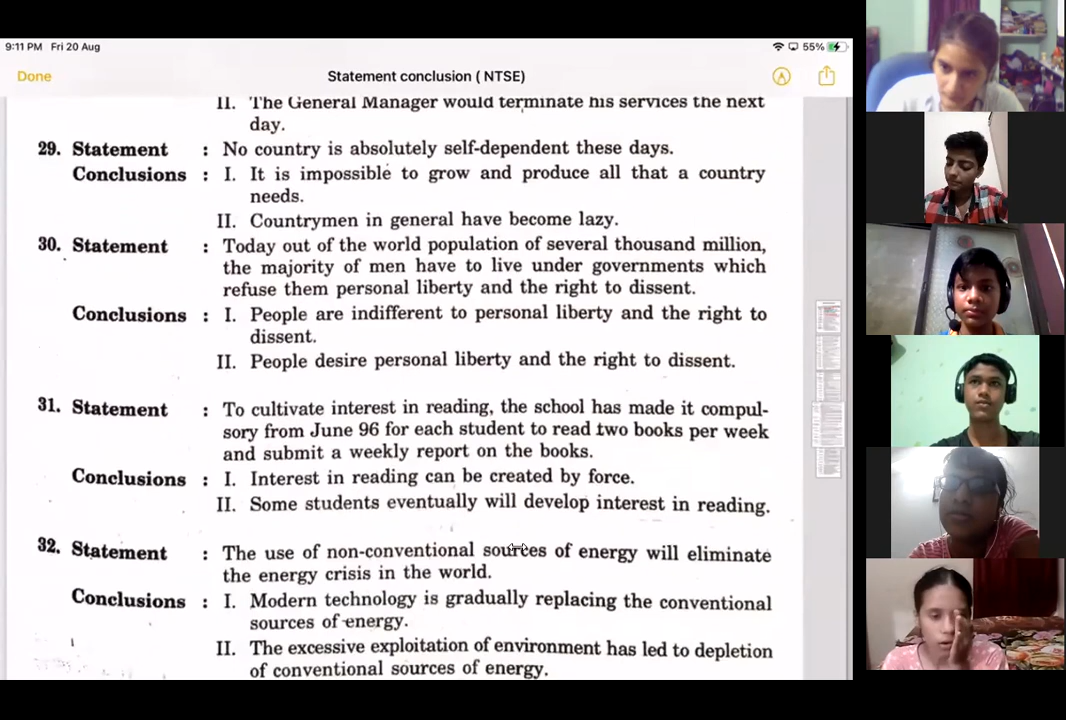 9:11 PM Fri 20 Aug
55%
Done
Statement conclusion ( NTSE)
II. The General Manager would terminate his services the next
day.
29. Statement : No country is absolutely self-dependent these days.
Conclusions : I. It is impossible to grow and produce all that a country
needs.
II. Countrymen in general have become lazy.
30. Statement : Today out of the world population of several thousand million,
the majority of men have to live under governments which
refuse them personal liberty and the right to dissent.
Conclusions : I. People are indifferent to personal liberty and the right to
dissent.
II. People desire personal liberty and the right to dissent.
31. Statement : To cultivate interest in reading, the school has made it compul-
sory from June 96 for each student to read two books per week
and submit a weekly report on the books.
Conclusions : I. Interest in reading can be created by force.
II. Some students eventually will develop interest in reading.
32. Statement : The use of non-conventional sources of energy will eliminate
the energy crisis in the world.
Conclusions : I. Modern technology is gradually replacing the conventional
sources of energy.
II. The excessive exploitation of environment has led to depletion
of conventional sources of energy.